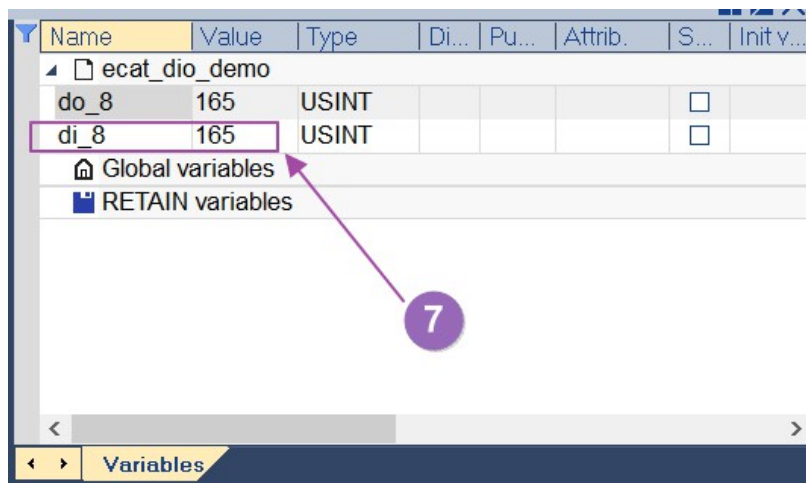 Name Value Type Di... Pu... Attrib. S... Init v...
ecat_dio_demo
do_8 165 USINT
di_8 165 USINT
Global variables
RETAIN variables
7
Variables